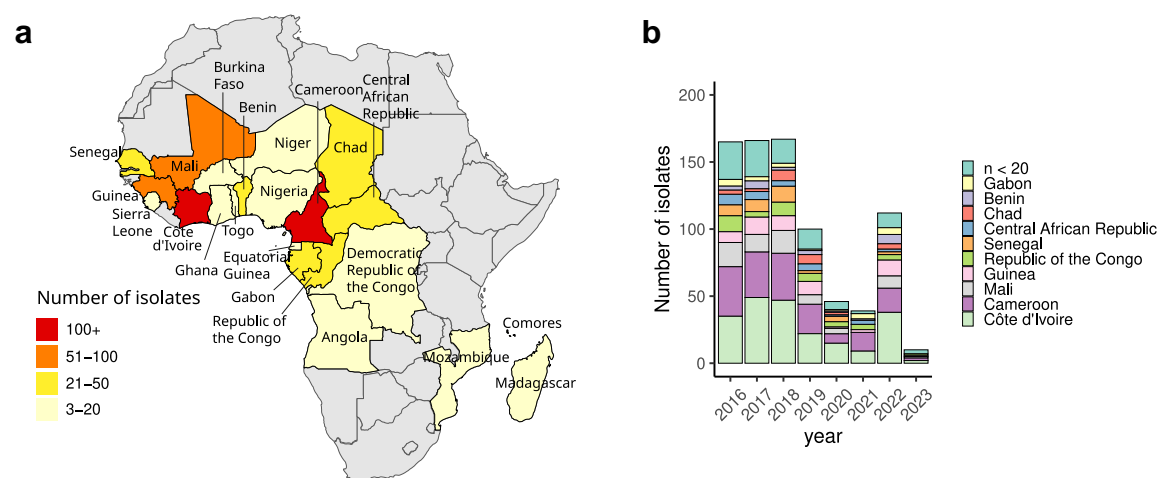 a
Burkina
Faso
Benin
Cameroon
Central
African
Republic
Senegal
Mali
Niger
Chad
Nigeria
Guinea
Sierra
Leone
Côte
d'Ivoire
Togo
Ghana
Equatorial
Guinea
Gabon
Republic of
the Congo
Democratic
Republic of
the Congo
Angola
Comores
Mozambique
Madagascar
Number of isolates
100+
51–100
21–50
3–20
b
Number of isolates
200
150
100
50
0
2016
2017
2018
2019
2020
2021
2022
2023
year
n < 20
Gabon
Benin
Chad
Central African Republic
Senegal
Republic of the Congo
Guinea
Mali
Cameroon
Côte d'Ivoire